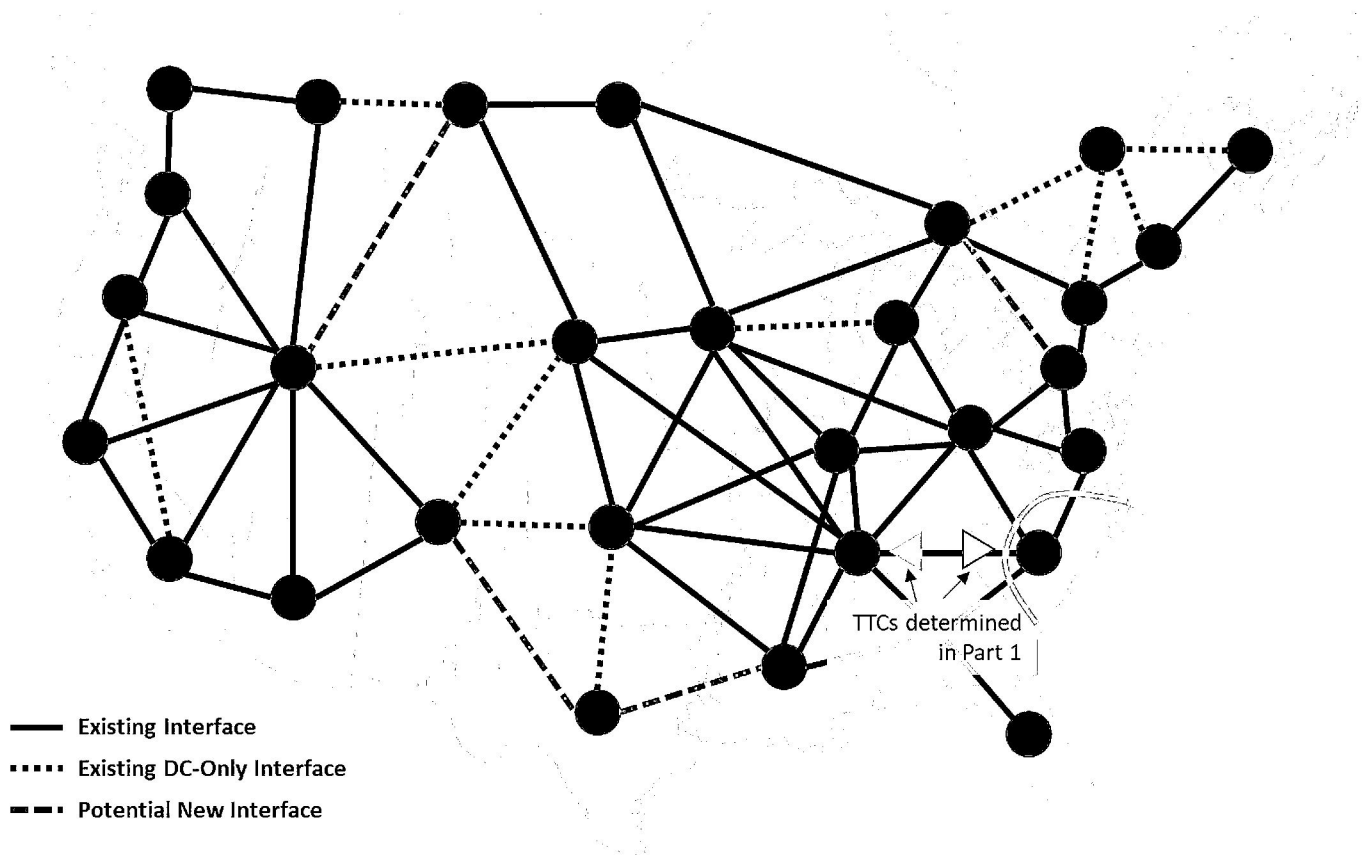 TTCs determined
in Part 1
Existing Interface
Existing DC-Only Interface
Potential New Interface